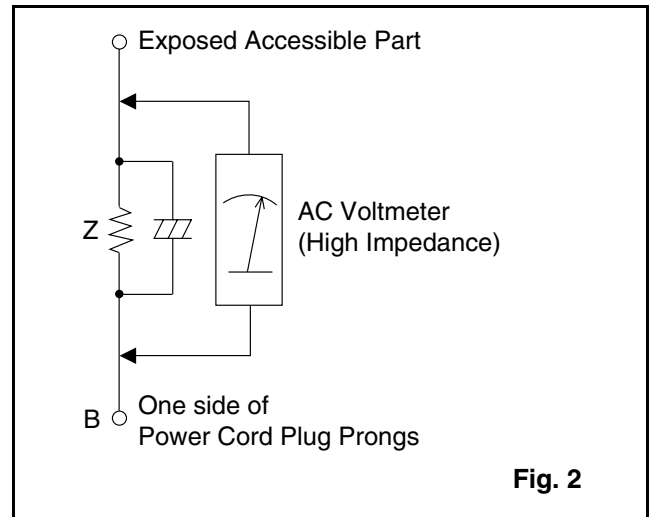 Exposed Accessible Part
Z
AC Voltmeter
(High Impedance)
B
One side of
Power Cord Plug Prongs
Fig. 2